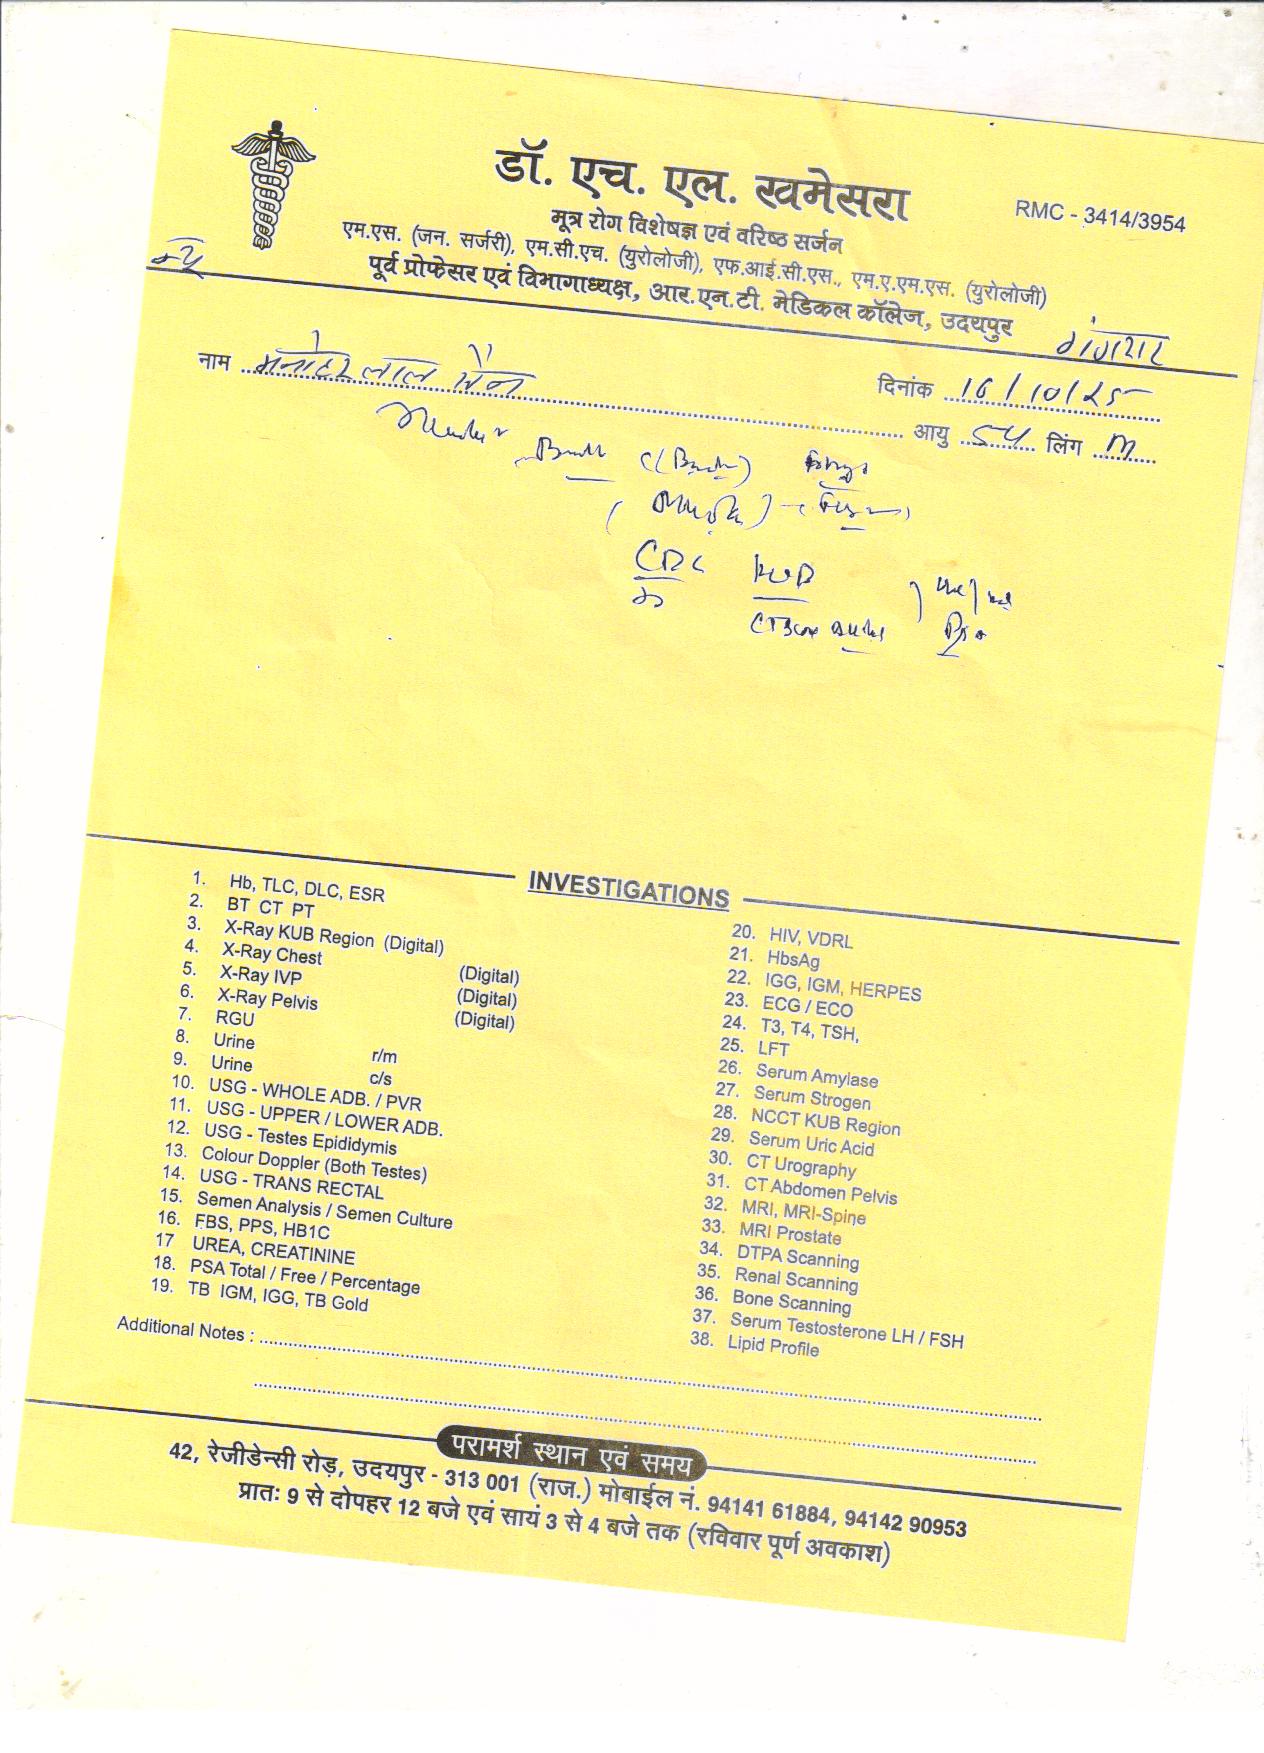 डॉ. एच. एल. खमेसरा
RMC - 3414/3954
मूत्र रोग विशेषज्ञ एवं वरिष्ठ सर्जन
एम.एस. (जन. सर्जरी), एम.सी.एच. (युरोलोजी), एफ.आई.सी.एस., एम.ए.एम.एस. (युरोलोजी)
पूर्व प्रोफेसर एवं विभागाध्यक्ष, आर.एन.टी. मेडिकल कॉलेज, उदयपुर
गंगरार
नाम मनोहर लाल जैन
दिनांक 16/10/25
आयु 54 लिंग M
CBC KUB
INVESTIGATIONS
1. Hb, TLC, DLC, ESR
2. BT CT PT
3. X-Ray KUB Region (Digital)
4. X-Ray Chest (Digital)
5. X-Ray IVP (Digital)
6. X-Ray Pelvis (Digital)
7. RGU
8. Urine r/m
9. Urine c/s
10. USG - WHOLE ADB. / PVR
11. USG - UPPER / LOWER ADB.
12. USG - Testes Epididymis
13. Colour Doppler (Both Testes)
14. USG - TRANS RECTAL
15. Semen Analysis / Semen Culture
16. FBS, PPS, HB1C
17 UREA, CREATININE
18. PSA Total / Free / Percentage
19. TB IGM, IGG, TB Gold
20. HIV, VDRL
21. HbsAg
22. IGG, IGM, HERPES
23. ECG / ECO
24. T3, T4, TSH,
25. LFT
26. Serum Amylase
27. Serum Strogen
28. NCCT KUB Region
29. Serum Uric Acid
30. CT Urography
31. CT Abdomen Pelvis
32. MRI, MRI-Spine
33. MRI Prostate
34. DTPA Scanning
35. Renal Scanning
36. Bone Scanning
37. Serum Testosterone LH / FSH
38. Lipid Profile
Additional Notes :
परामर्श स्थान एवं समय
42, रेजीडेन्सी रोड़, उदयपुर - 313 001 (राज.) मोबाईल नं. 94141 61884, 94142 90953
प्रातः 9 से दोपहर 12 बजे एवं सायं 3 से 4 बजे तक (रविवार पूर्ण अवकाश)